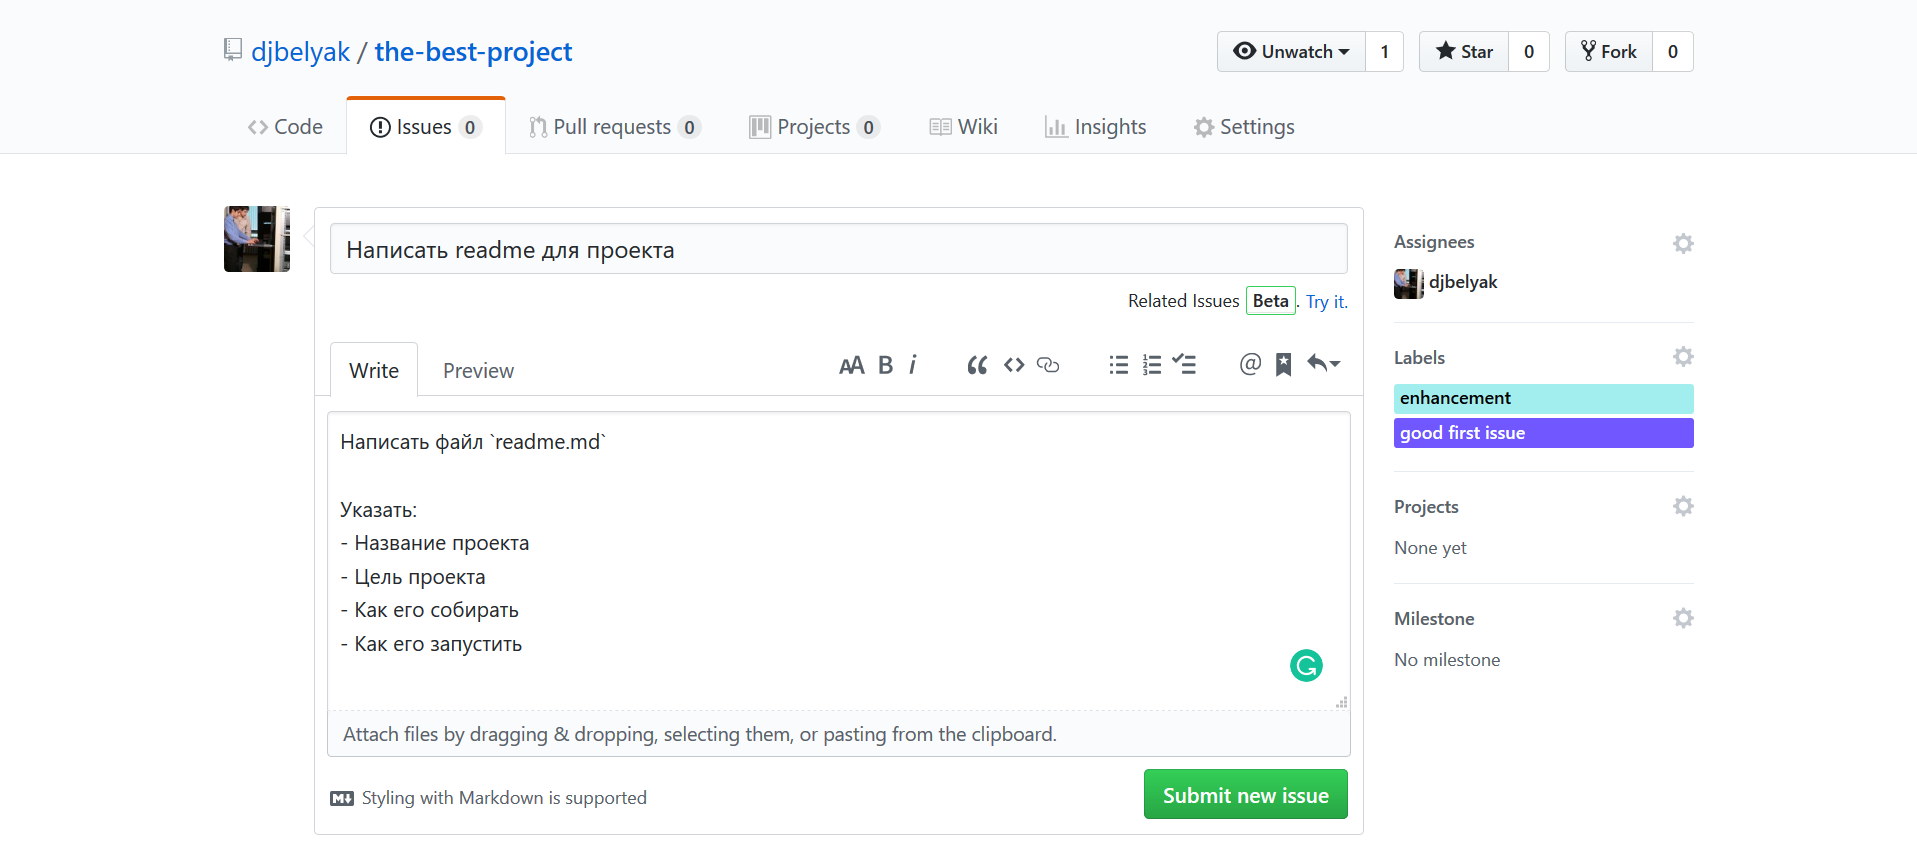 djbelyak / the-best-project
Unwatch 1 Star 0 Fork 0
Code Issues 0 Pull requests 0 Projects 0 Wiki Insights Settings
Написать readme для проекта
Related Issues Beta. Try it.
Write Preview
Написать файл `readme.md`
Указать:
- Название проекта
- Цель проекта
- Как его собирать
- Как его запустить
Attach files by dragging & dropping, selecting them, or pasting from the clipboard.
Styling with Markdown is supported
Submit new issue
Assignees
djbelyak
Labels
enhancement
good first issue
Projects
None yet
Milestone
No milestone